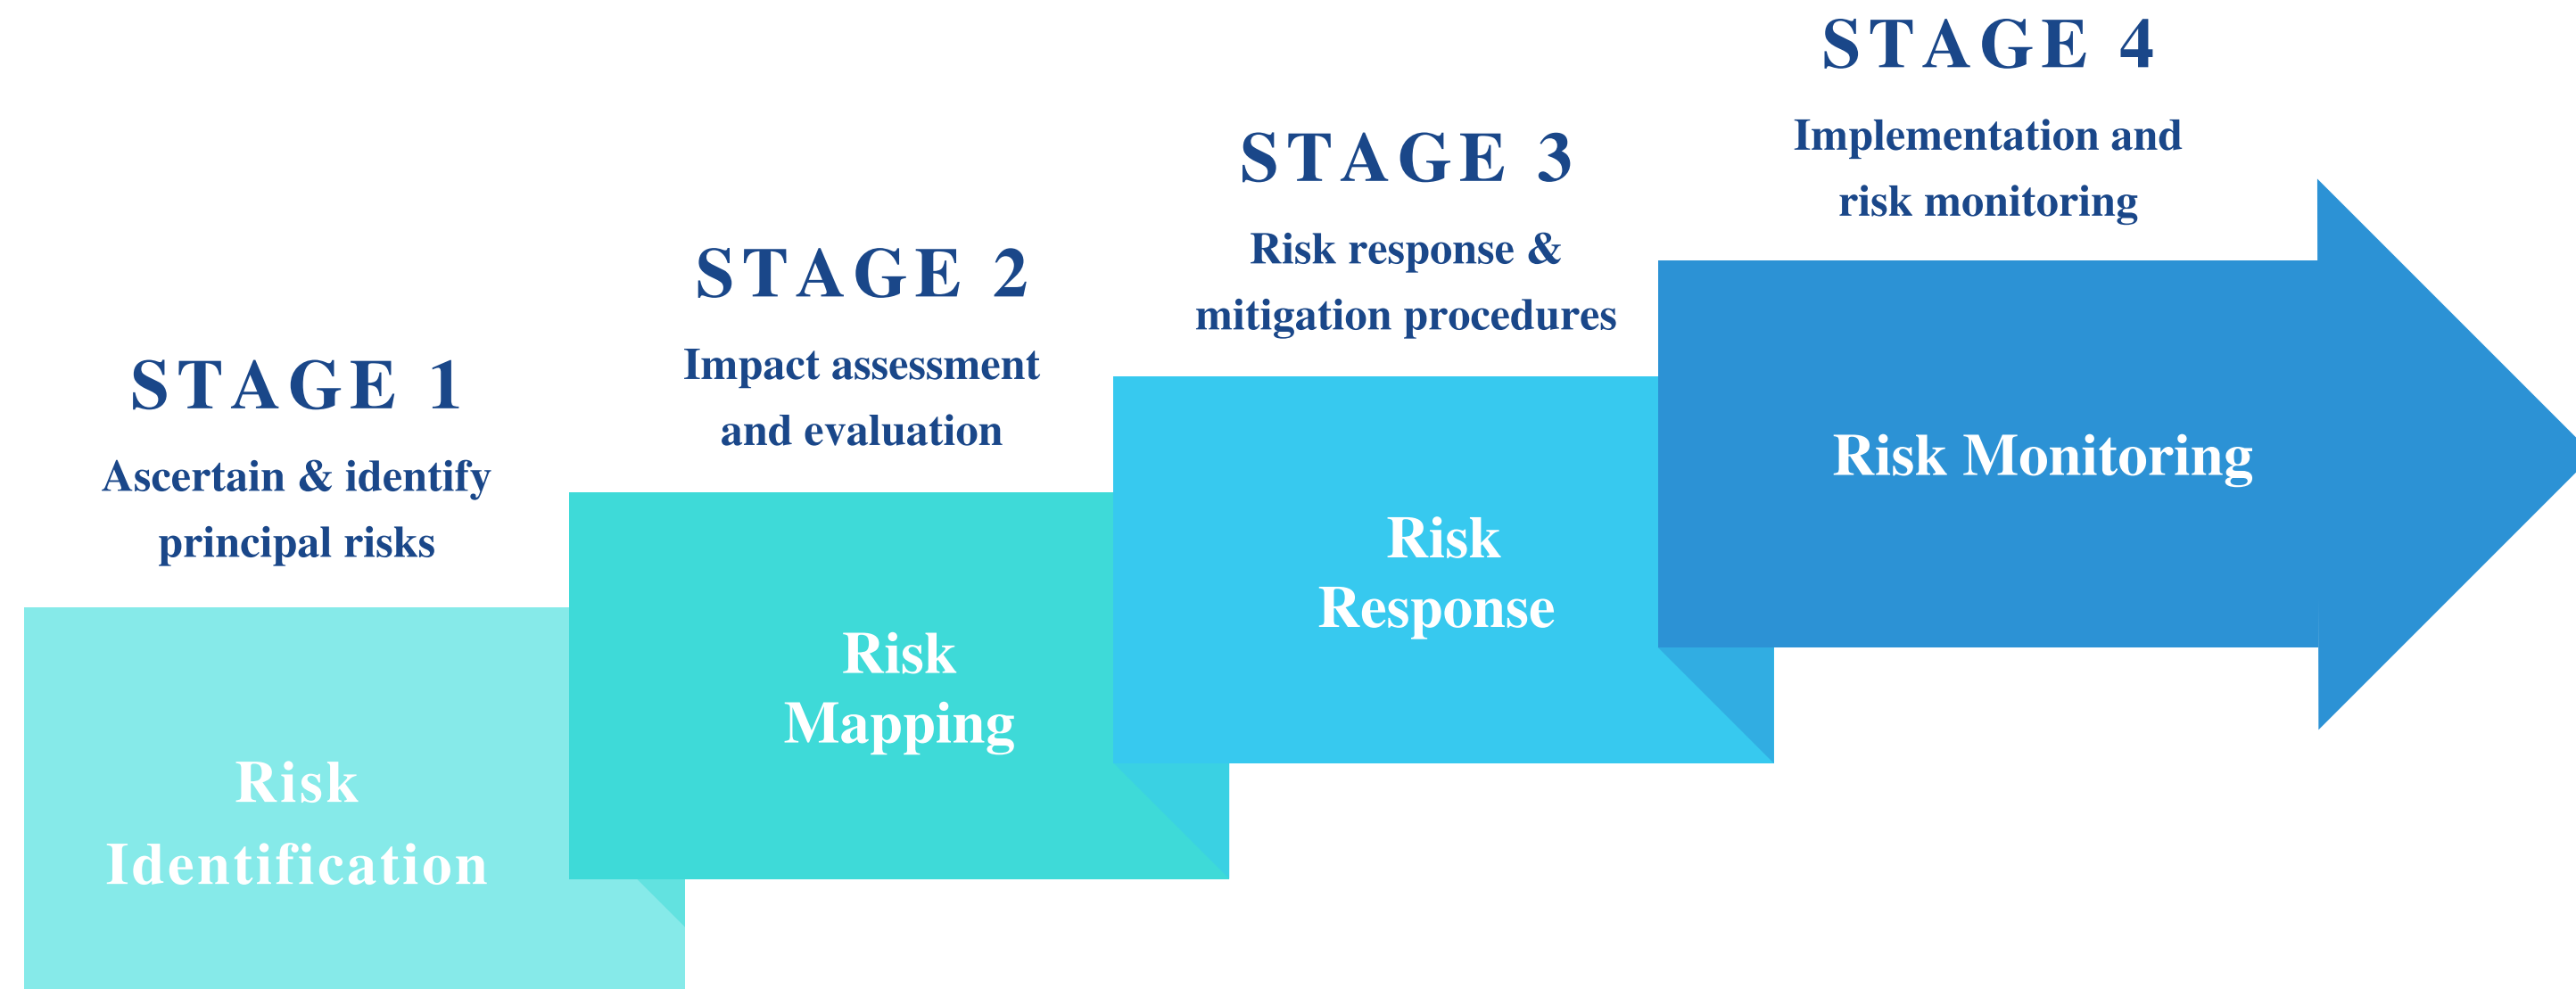 STAGE 1
Ascertain & identify
principal risks
Risk
Identification
STAGE 2
Impact assessment
and evaluation
Risk
Mapping
STAGE 3
Risk response &
mitigation procedures
Risk
Response
STAGE 4
Implementation and
risk monitoring
Risk Monitoring